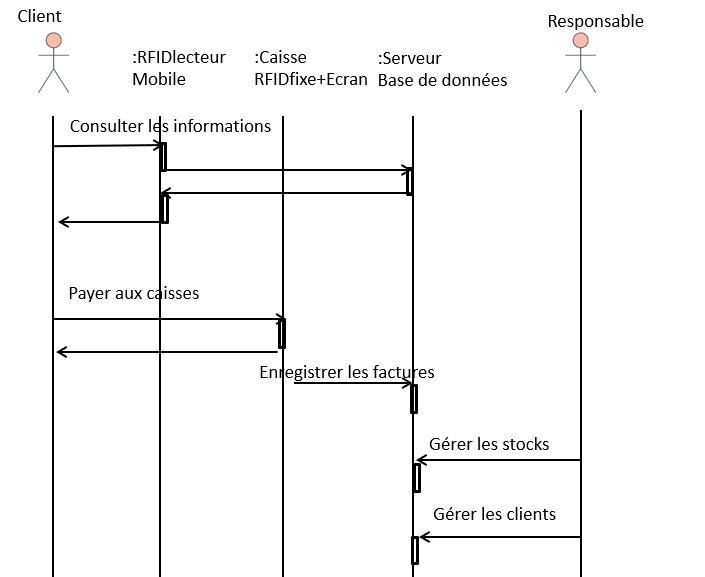 Client
Responsable
:RFIDlecteur
Mobile
:Caisse
RFIDfixe+Ecran
:Serveur
Base de données
Consulter les informations
Payer aux caisses
Enregistrer les factures
Gérer les stocks
Gérer les clients